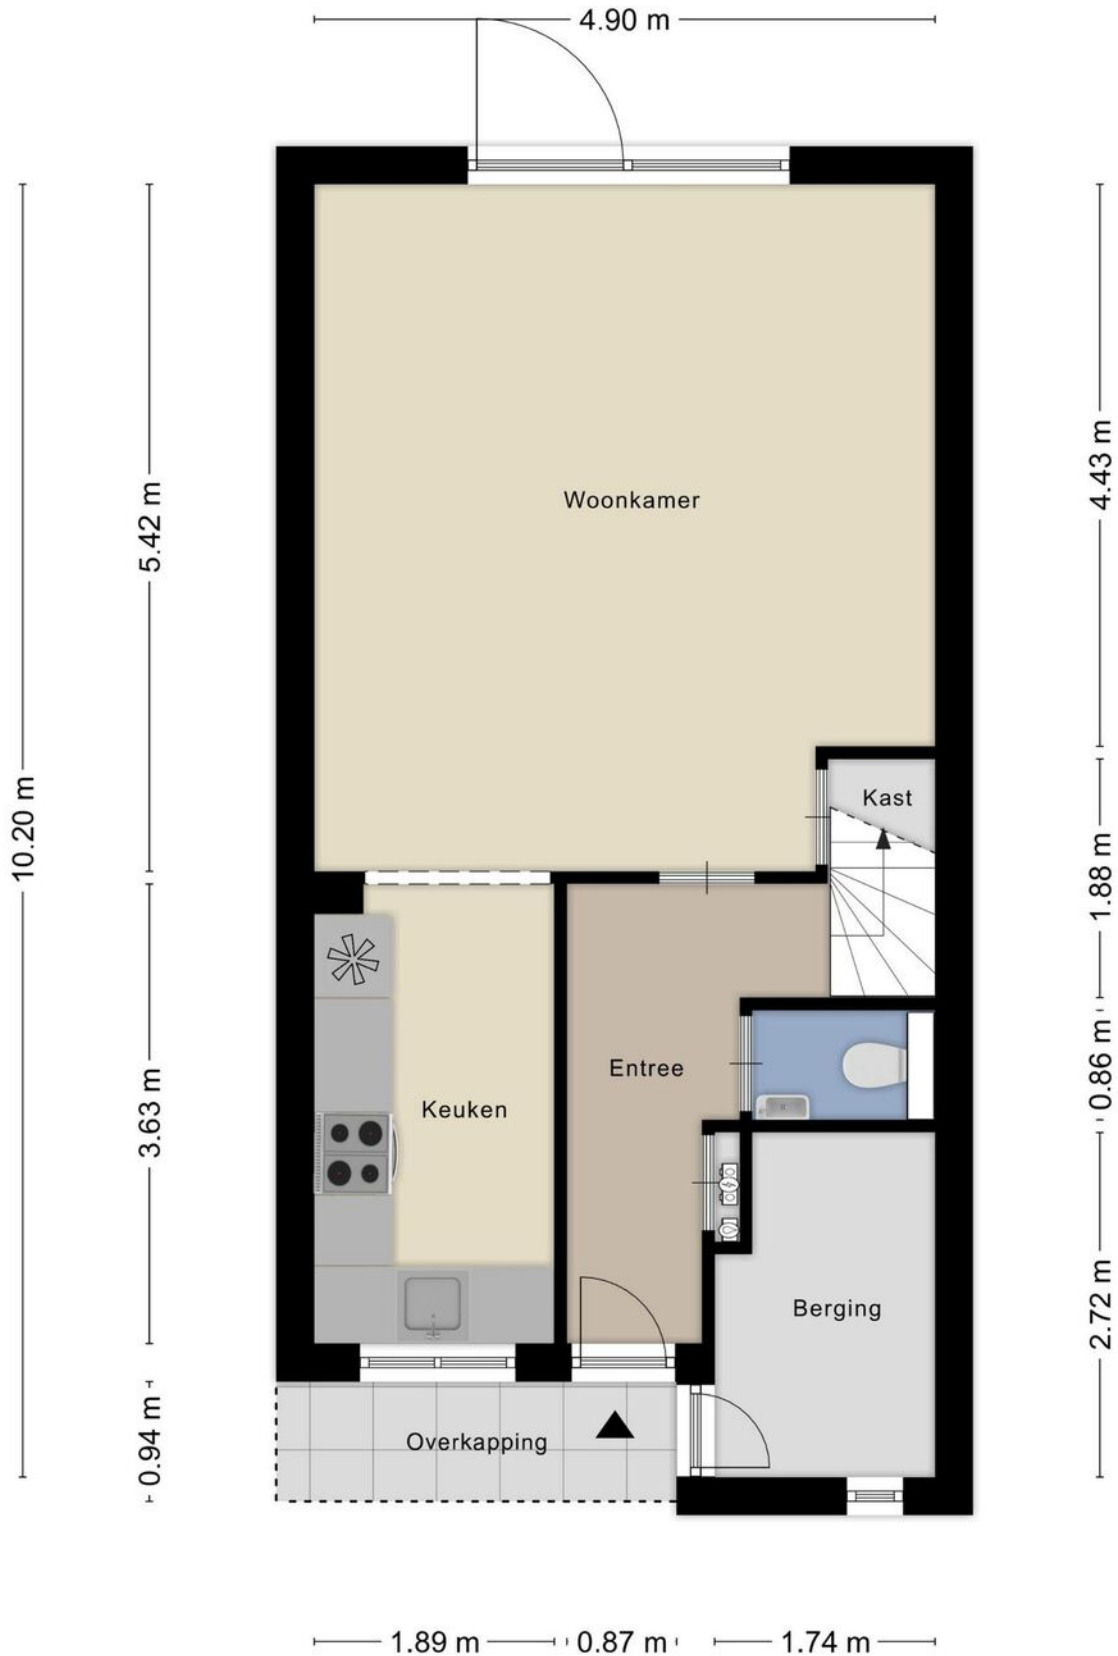 4.90 m
Woonkamer
4.43 m
5.42 m
10.20 m
Kast
1.88 m
Entree
0.86 m
Keuken
3.63 m
Berging
2.72 m
Overkapping
0.94 m
1.89 m
0.87 m
1.74 m